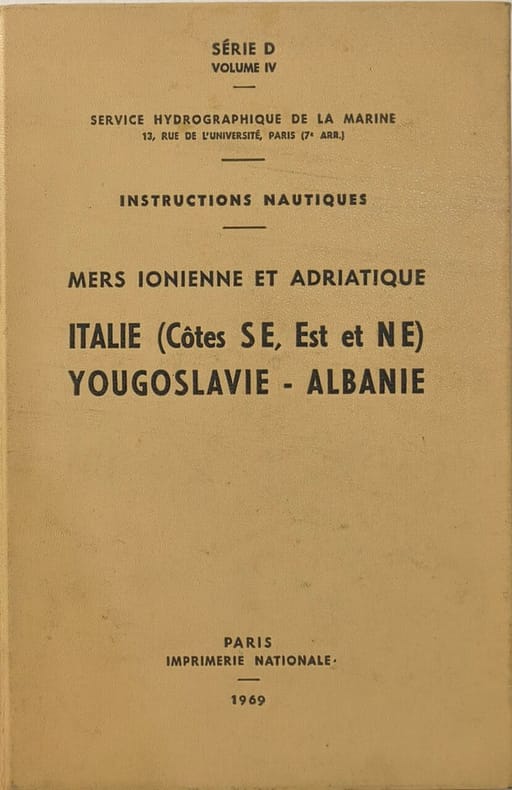 SÉRIE D
VOLUME IV
SERVICE HYDROGRAPHIQUE DE LA MARINE
13, RUE DE L'UNIVERSITÉ, PARIS (7e ARR.)
INSTRUCTIONS NAUTIQUES
MERS IONIENNE ET ADRIATIQUE
ITALIE (Côtes SE, Est et NE)
YOUGOSLAVIE - ALBANIE
PARIS
IMPRIMERIE NATIONALE
1969